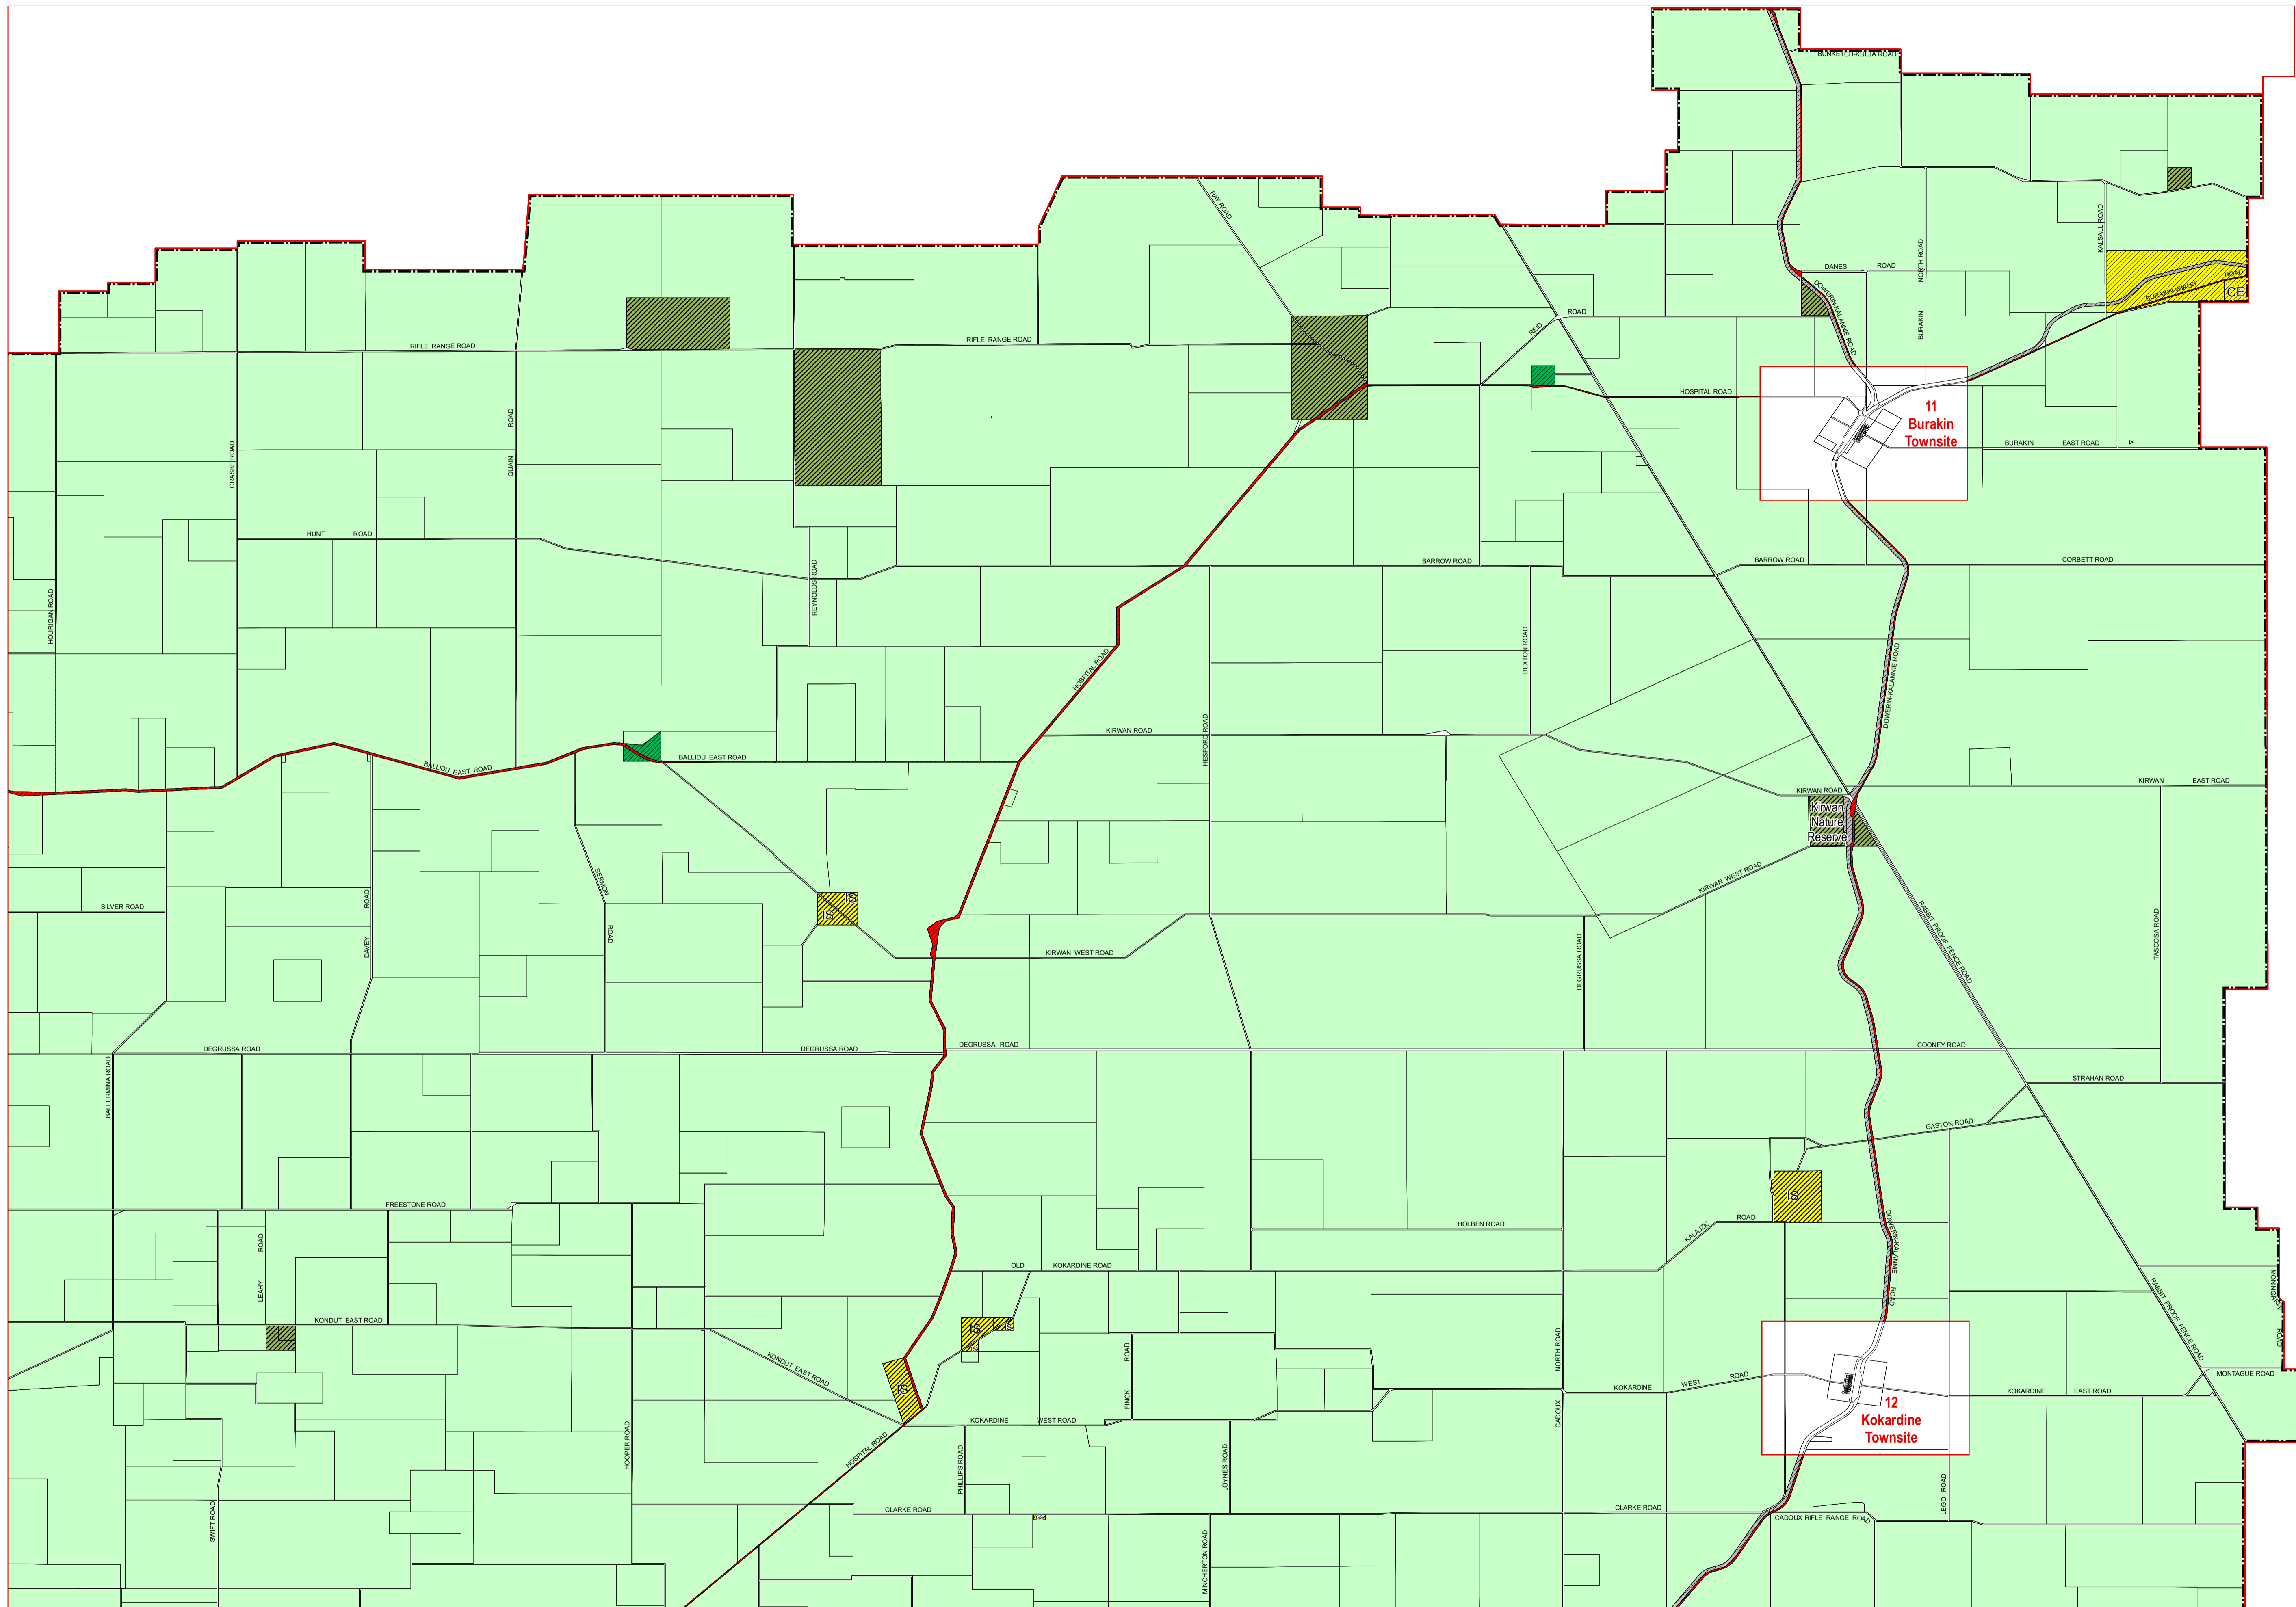 BUNKETCH-KULJA ROAD
RAY ROAD
KALSALL ROAD
NORTH ROAD
BURAKIN
DANES ROAD
BURAKIN-WIALKI ROAD
CE
DOWERIN-KALANNIE ROAD
REID ROAD
RIFLE RANGE ROAD
RIFLE RANGE ROAD
HOSPITAL ROAD
11
Burakin
Townsite
BURAKIN EAST ROAD
CRASKE ROAD
QUAIN ROAD
HUNT ROAD
REYNOLDS ROAD
BARROW ROAD
BARROW ROAD
CORBETT ROAD
HOURIGAN ROAD
HOSPITAL ROAD
BEXTON ROAD
DOWERIN-KALANNIE ROAD
HESFORD ROAD
KIRWAN ROAD
BALLIDU EAST ROAD
BALLIDU EAST ROAD
KIRWAN EAST ROAD
KIRWAN ROAD
Kirwan
Nature
Reserve
SERMON ROAD
KIRWAN WEST ROAD
IS
IS
SILVER ROAD
DAVEY ROAD
RABBIT PROOF FENCE ROAD
TASCOSA ROAD
KIRWAN WEST ROAD
DEGRUSSA ROAD
DEGRUSSA ROAD
DEGRUSSA ROAD
DEGRUSSA ROAD
COONEY ROAD
BALLERMINA ROAD
STRAHAN ROAD
GASTON ROAD
IS
FREESTONE ROAD
HOLBEN ROAD
KALAJZIC ROAD
DOWERIN-KALANNIE ROAD
LEAHY ROAD
OLD KOKARDINE ROAD
RABBIT PROOF FENCE ROAD
KONDUT EAST ROAD
IS
FINCK ROAD
NORTH ROAD
KONDUT EAST ROAD
IS
MONTAGUE ROAD
KOKARDINE WEST ROAD
KOKARDINE EAST ROAD
12
Kokardine
Townsite
KOKARDINE WEST ROAD
CADOUX
HOOPER ROAD
HOSPITAL ROAD
PHILLIPS ROAD
JOYNES ROAD
LEGO ROAD
SWIFT ROAD
CLARKE ROAD
CLARKE ROAD
CADOUX RIFLE RANGE ROAD
MINCHERTON ROAD